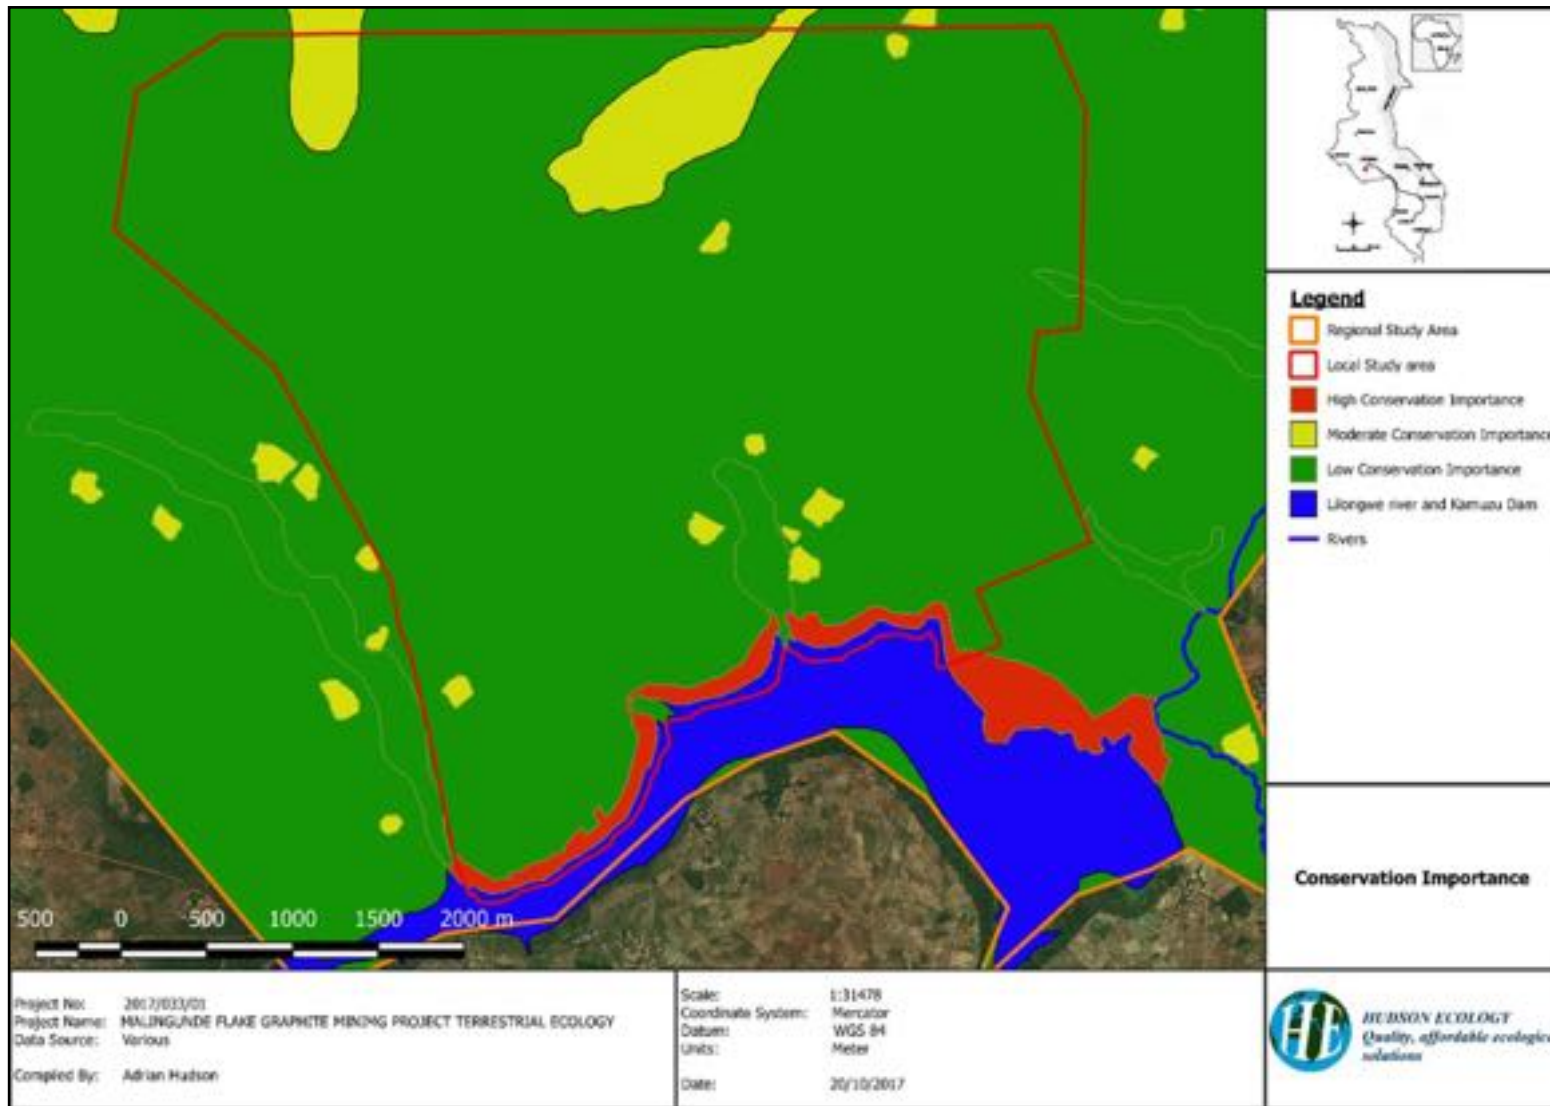 Legend
Regional Study Area
Local Study area
High Conservation Importance
Moderate Conservation Importance
Low Conservation Importance
Lilongwe river and Kamuzu Dam
Rivers
500 0 500 1000 1500 2000 m
Conservation Importance
Project No: 2017/033/01
Project Name: MALINGUNDE FLAKE GRAPHITE MINING PROJECT TERRESTRIAL ECOLOGY
Data Source: Various
Compiled By: Adrian Hudson
Scale: 1:31478
Coordinate System: Mercator
Datum: WGS 84
Units: Meter
Date: 20/10/2017
HE
HUDSON ECOLOGY
Quality, affordable ecologica
solutions